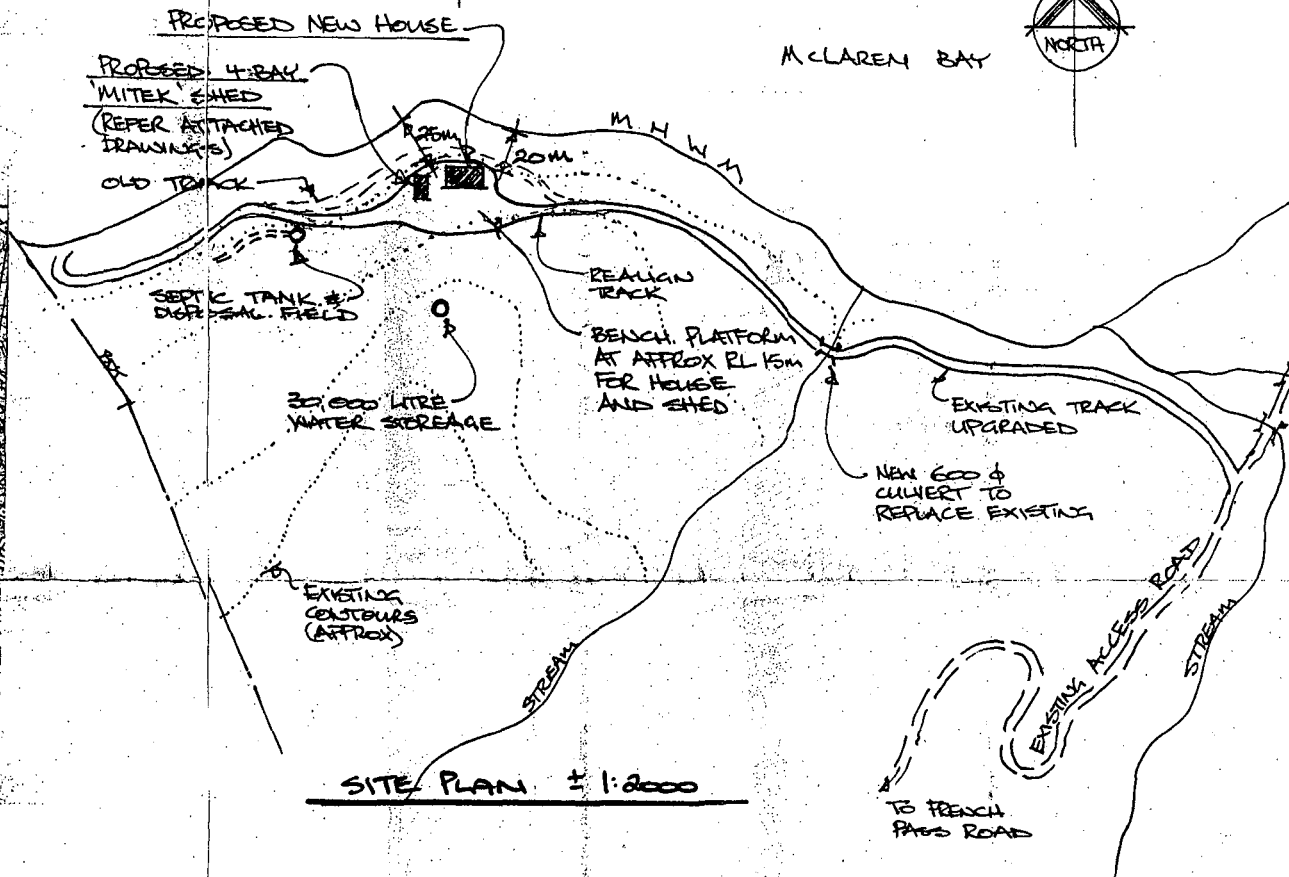 PROPOSED NEW HOUSE
McLAREN BAY
NORTH
PROPOSED 4-BAY
'MITEK' SHED
(REFER ATTACHED
DRAWINGS)
MHWM
25m
20m
OLD TRACK
REALIGN
TRACK
SEPTIC TANK &
DISPOSAL FIELD
BENCH PLATFORM
AT APPROX RL 15m
FOR HOUSE
AND SHED
BDY
30,000 LITRE
WATER STOREAGE
EXISTING TRACK
UPGRADED
NEW 600 φ
CULVERT TO
REPLACE EXISTING
EXISTING
CONTOURS
(APPROX)
STREAM
EXISTING ACCESS ROAD
STREAM
SITE PLAN ± 1:2000
TO FRENCH
PASS ROAD